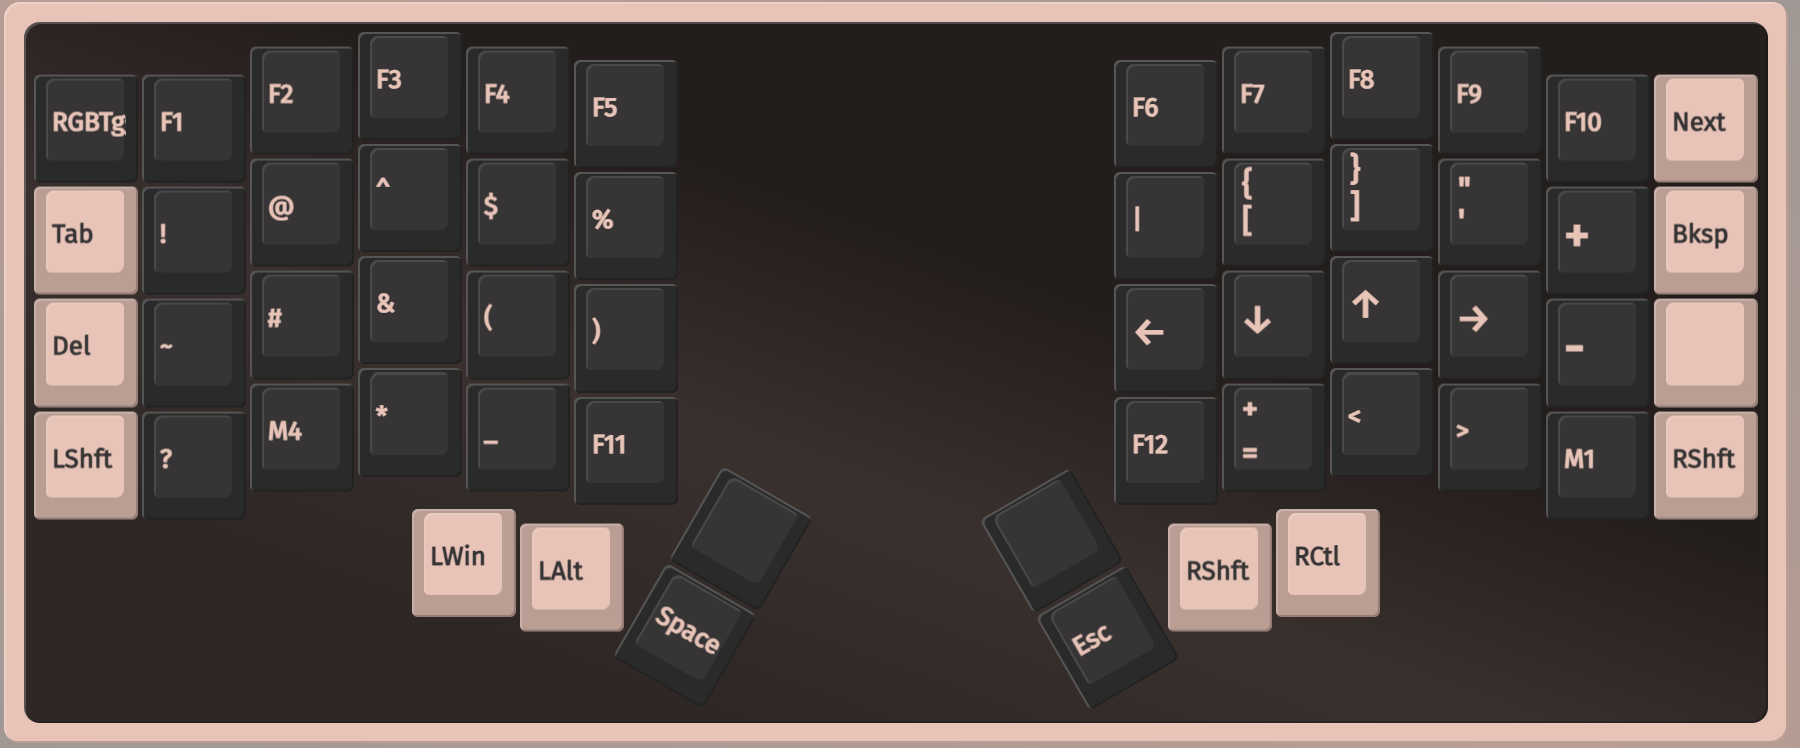 RGBTg F1 F2 F3 F4 F5 F6 F7 F8 F9 F10 Next
Tab ! @ ^ $ % | { } " + Bksp
[ ] '
Del ~ # & ( ) ← ↓ ↑ → -
LShft ? M4 * _ F11 F12 + < > M1 RShft
=
LWin LAlt RShft RCtl
Space Esc